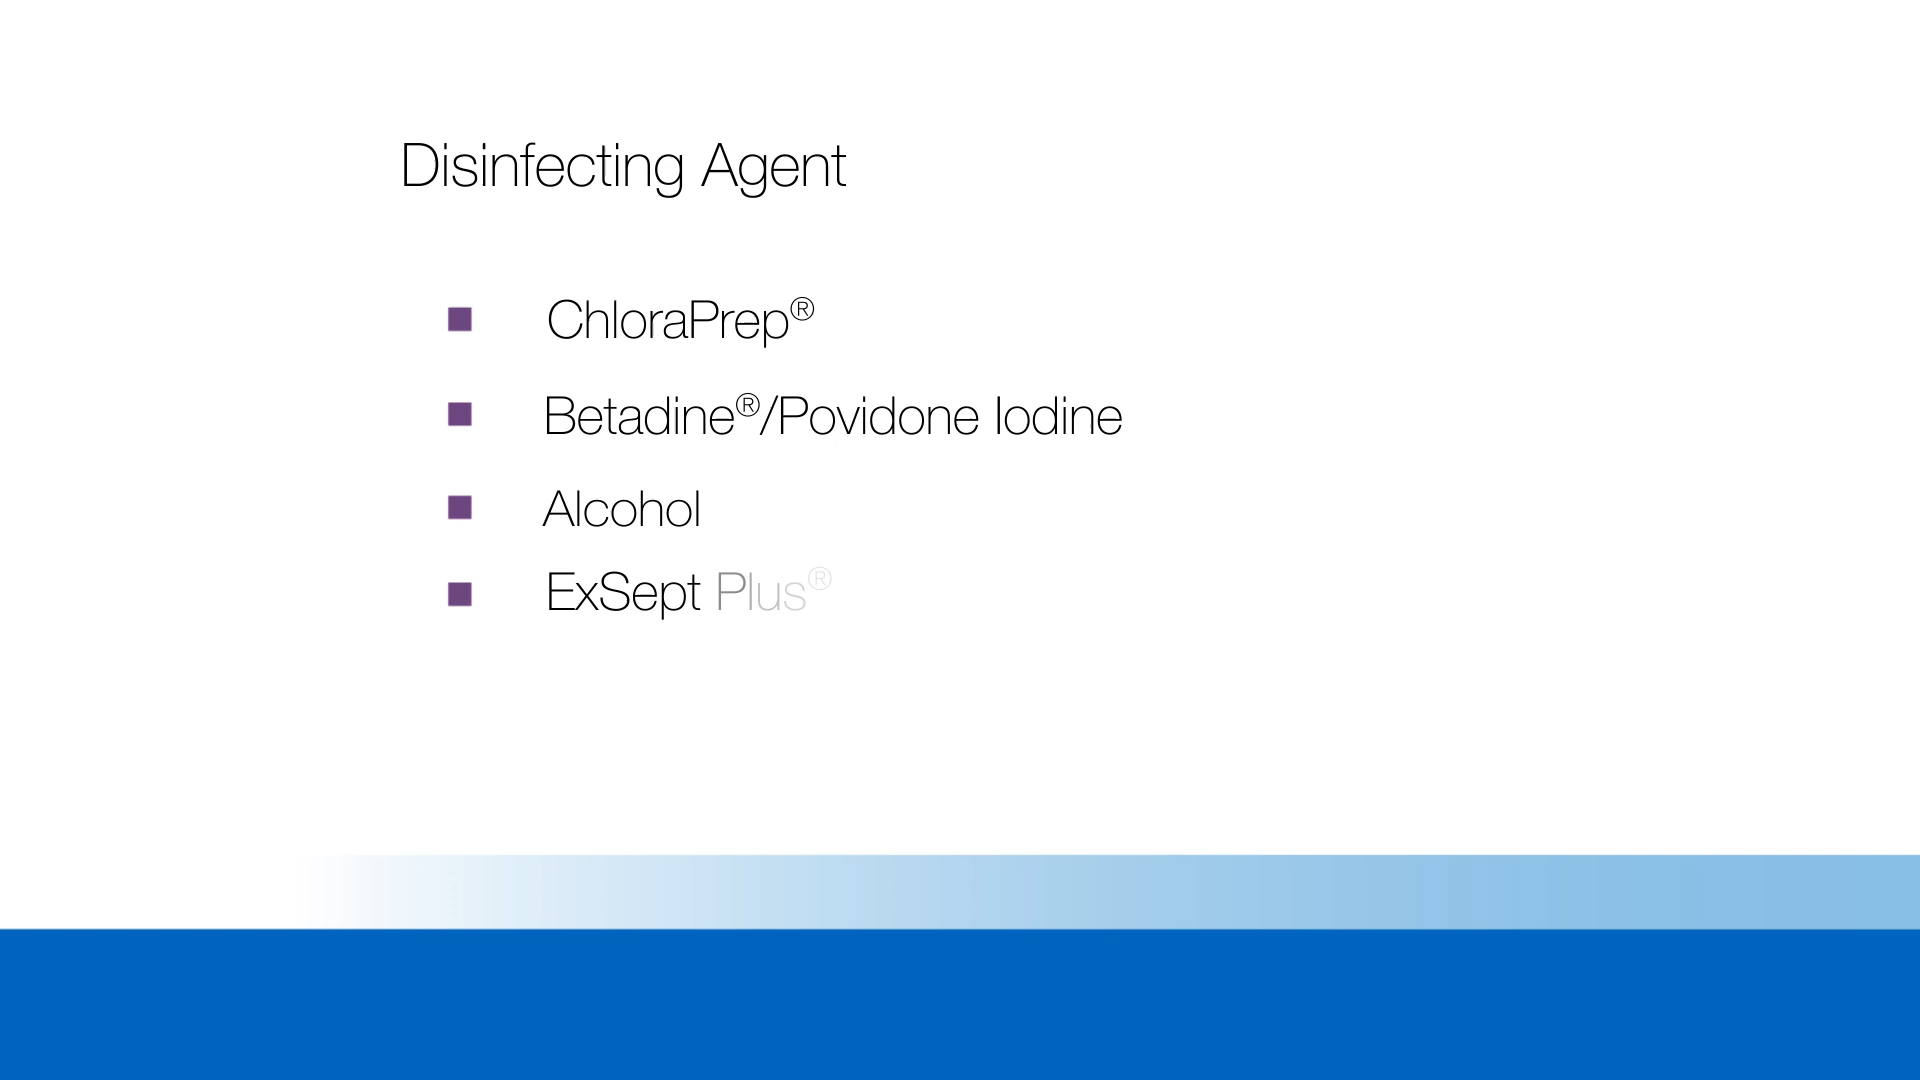 Disinfecting Agent
ChloraPrep®
Betadine®/Povidone Iodine
Alcohol
ExSept Plus®